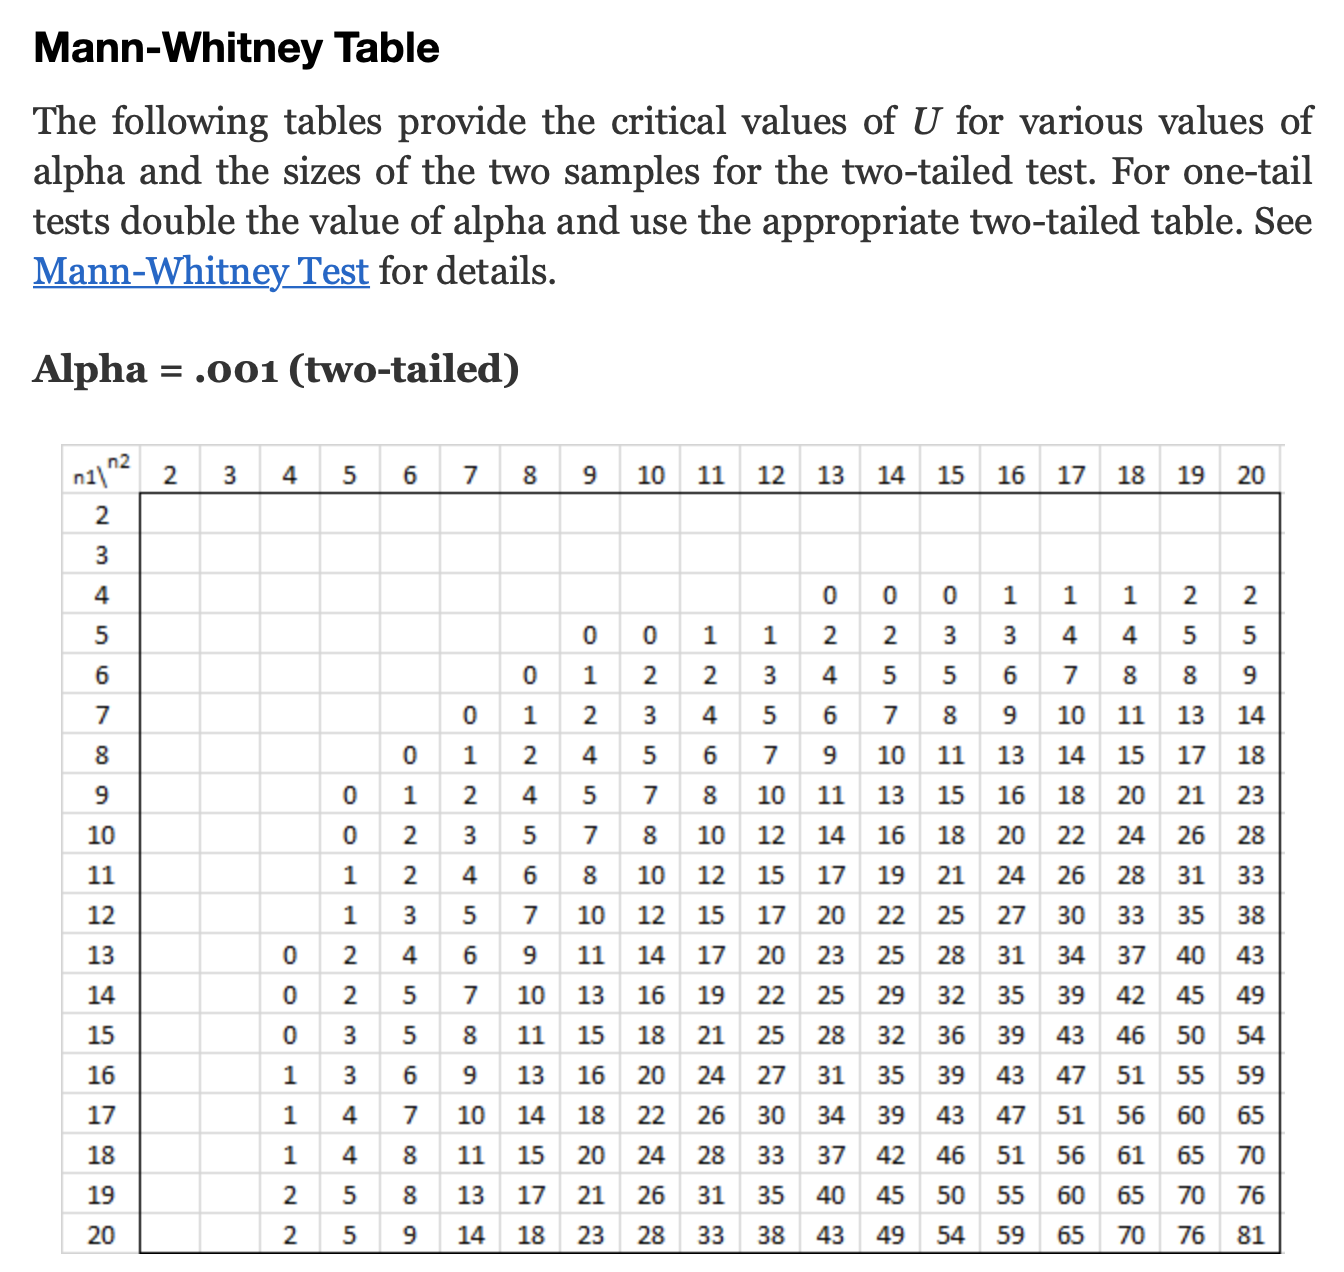 Mann-Whitney Table
The following tables provide the critical values of U for various values of
alpha and the sizes of the two samples for the two-tailed test. For one-tail
tests double the value of alpha and use the appropriate two-tailed table. See
Mann-Whitney Test for details.
Alpha = .001 (two-tailed)
n1\n2 2 3 4 5 6 7 8 9 10 11 12 13 14 15 16 17 18 19 20
2
3
4 0 0 0 1 1 1 2 2
5 0 0 1 1 2 2 3 3 4 4 5 5
6 0 1 2 2 3 4 5 5 6 7 8 8 9
7 0 1 2 3 4 5 6 7 8 9 10 11 13 14
8 0 1 2 4 5 6 7 9 10 11 13 14 15 17 18
9 0 1 2 4 5 7 8 10 11 13 15 16 18 20 21 23
10 0 2 3 5 7 8 10 12 14 16 18 20 22 24 26 28
11 1 2 4 6 8 10 12 15 17 19 21 24 26 28 31 33
12 1 3 5 7 10 12 15 17 20 22 25 27 30 33 35 38
13 0 2 4 6 9 11 14 17 20 23 25 28 31 34 37 40 43
14 0 2 5 7 10 13 16 19 22 25 29 32 35 39 42 45 49
15 0 3 5 8 11 15 18 21 25 28 32 36 39 43 46 50 54
16 1 3 6 9 13 16 20 24 27 31 35 39 43 47 51 55 59
17 1 4 7 10 14 18 22 26 30 34 39 43 47 51 56 60 65
18 1 4 8 11 15 20 24 28 33 37 42 46 51 56 61 65 70
19 2 5 8 13 17 21 26 31 35 40 45 50 55 60 65 70 76
20 2 5 9 14 18 23 28 33 38 43 49 54 59 65 70 76 81